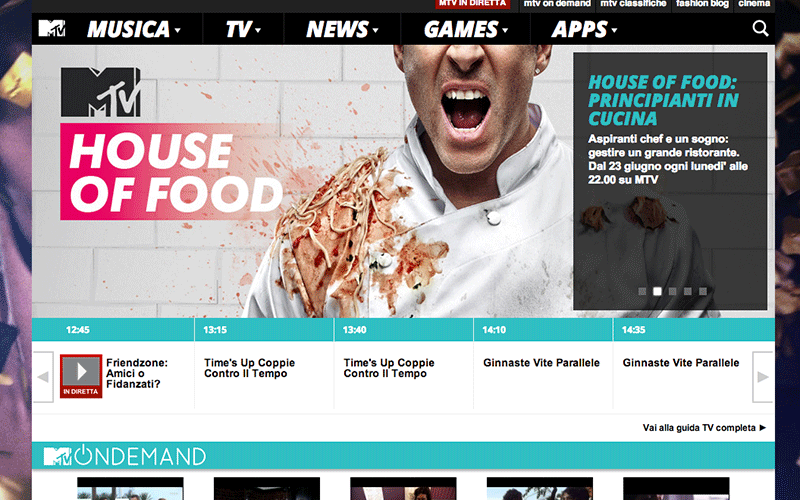 MTV IN DIRETTA
mtv on demand
mtv classifiche
fashion blog
cinema
MTV
MUSICA
TV
NEWS
GAMES
APPS
MTV
HOUSE
OF FOOD
HOUSE OF FOOD:
PRINCIPIANTI IN
CUCINA
Aspiranti chef e un sogno:
gestire un grande ristorante.
Dal 23 giugno ogni lunedi' alle
22.00 su MTV
12:45
13:15
13:40
14:10
14:35
IN DIRETTA
Friendzone:
Amici o
Fidanzati?
Time's Up Coppie
Contro Il Tempo
Time's Up Coppie
Contro Il Tempo
Ginnaste Vite Parallele
Ginnaste Vite Parallele
Vai alla guida TV completa
MTV ONDEMAND